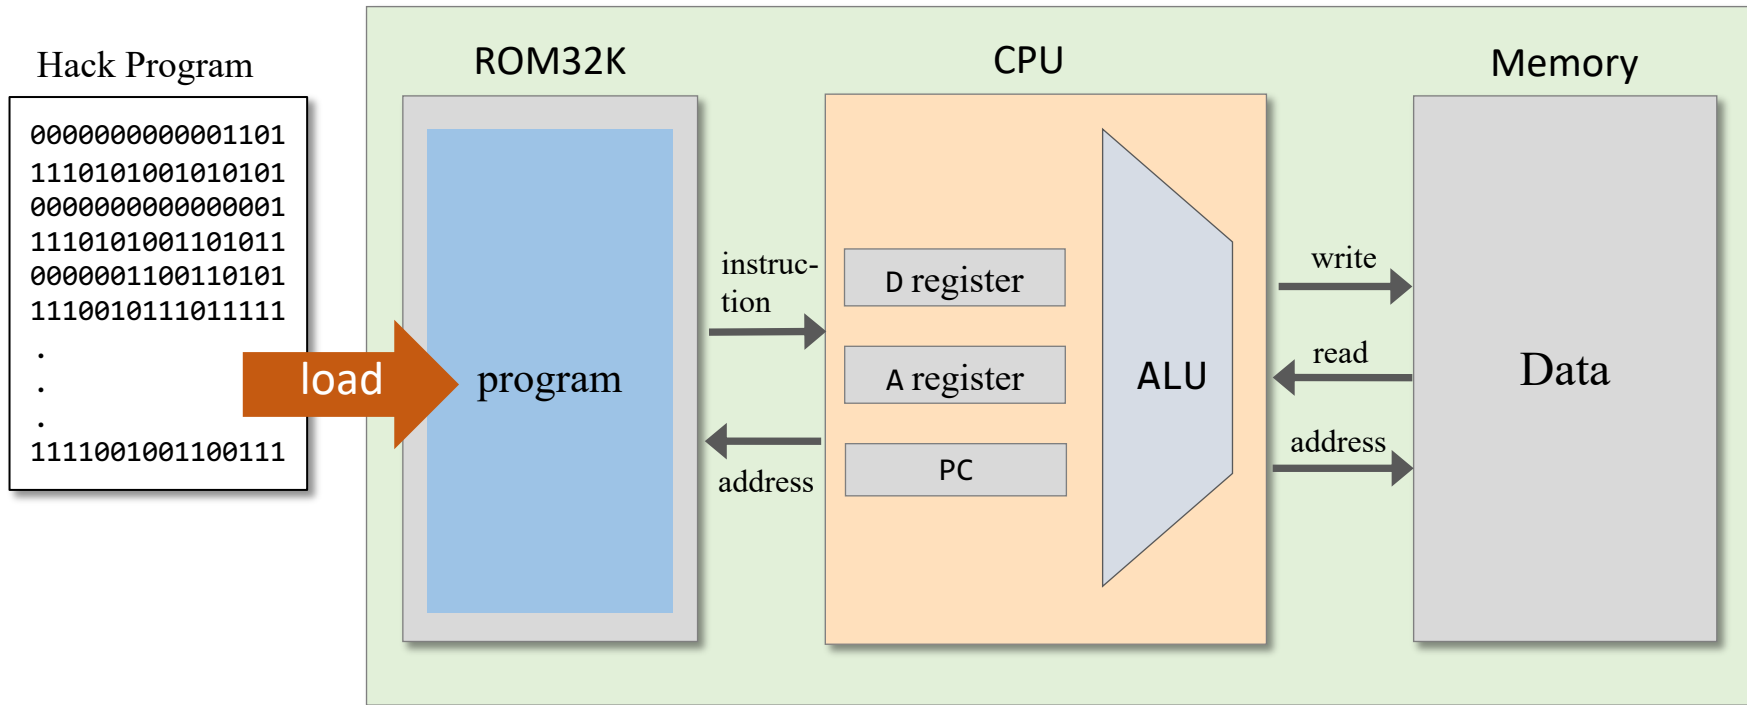 Hack Program
0000000000001101
1110101001010101
0000000000000001
1110101001101011
0000001100110101
1110010111011111
.
.
.
1111001001100111
load
ROM32K
program
instruc-
tion
address
CPU
D register
A register
PC
ALU
write
read
address
Memory
Data